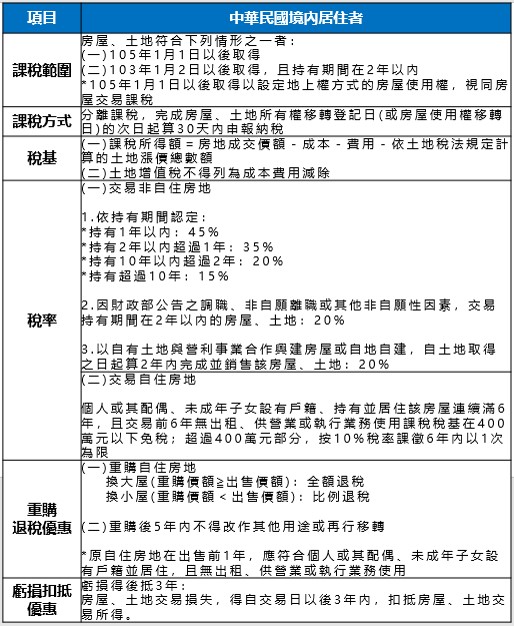 項目
中華民國境內居住者
課稅範圍
房屋、土地符合下列情形之一者：
(一)105年1月1日以後取得
(二)103年1月2日以後取得，且持有期間在2年以內
*105年1月1日以後取得以設定地上權方式的房屋使用權，視同房
屋交易課稅
課稅方式
分離課稅，完成房屋、土地所有權移轉登記日(或房屋使用權移轉
日)的次日起算30天內申報納稅
稅基
(一)課稅所得額＝房地成交價額－成本－費用－依土地稅法規定計
算的土地漲價總數額
(二)土地增值稅不得列為成本費用減除
稅率
(一)交易非自住房地
1.依持有期間認定：
*持有1年以內：45%
*持有2年以內超過1年：35%
*持有10年以內超過2年：20%
*持有超過10年：15%
2.因財政部公告之調職、非自願離職或其他非自願性因素，交易
持有期間在2年以內的房屋、土地：20%
3.以自有土地與營利事業合作興建房屋或自地自建，自土地取得
之日起算2年內完成並銷售該房屋、土地：20%
(二)交易自住房地
個人或其配偶、未成年子女設有戶籍、持有並居住該房屋連續滿6
年，且交易前6年無出租、供營業或執行業務使用課稅稅基在400
萬元以下免稅；超過400萬元部分，按10%稅率課徵6年內以1次
為限
重購
退稅優惠
(一)重購自住房地
換大屋(重購價額≧出售價額)：全額退稅
換小屋(重購價額＜出售價額)：比例退稅
(二)重購後5年內不得改作其他用途或再行移轉
*原自住房地在出售前1年，應符合個人或其配偶、未成年子女設
有戶籍並居住，且無出租、供營業或執行業務使用
虧損扣抵
優惠
虧損得後抵3年：
房屋、土地交易損失，得自交易日以後3年內，扣抵房屋、土地交
易所得。